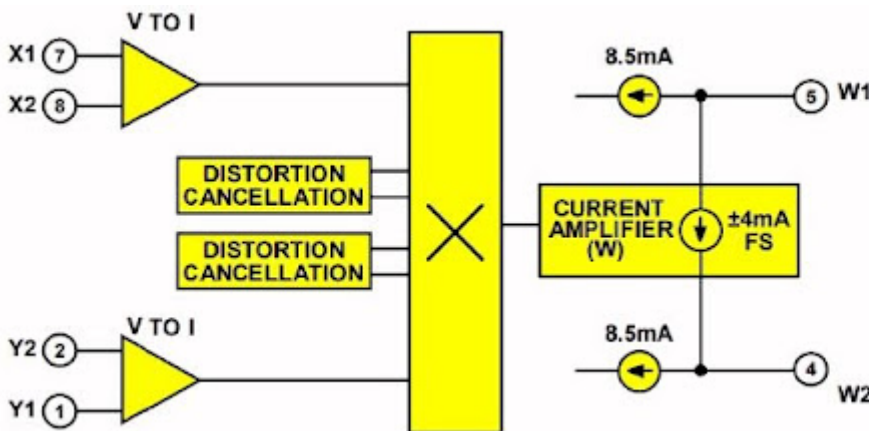 V TO I
X1 7
X2 8
8.5mA
5 W1
DISTORTION
CANCELLATION
CURRENT
AMPLIFIER
(W)
±4mA
FS
DISTORTION
CANCELLATION
V TO I
Y2 2
Y1 1
8.5mA
4
W2